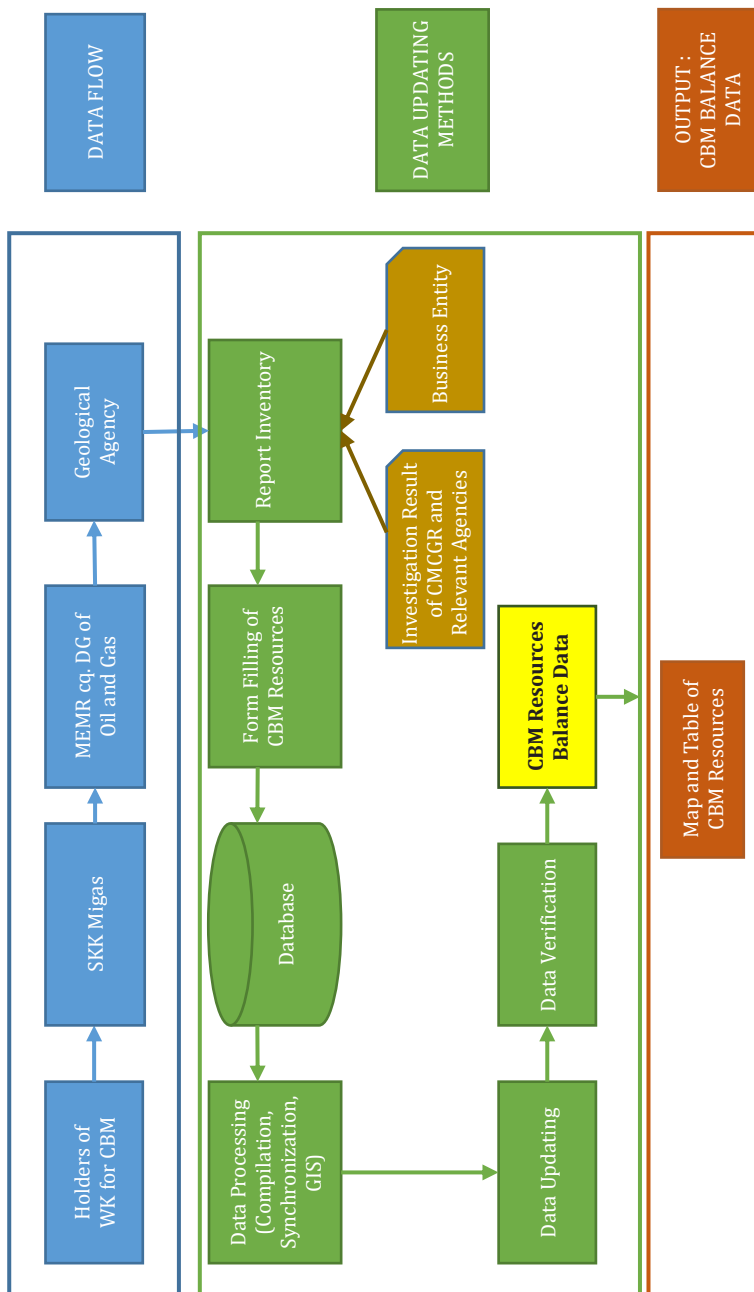 Holders of
WK for CBM
SKK Migas
MEMR cq. DG of
Oil and Gas
Geological
Agency
DATA FLOW
Data Processing
(Compilation,
Synchronization,
GIS)
Database
Form Filling of
CBM Resources
Report Inventory
Investigation Result
of CMCGR and
Relevant Agencies
Business Entity
DATA UPDATING
METHODS
Data Updating
Data Verification
CBM Resources
Balance Data
Map and Table of
CBM Resources
OUTPUT :
CBM BALANCE
DATA